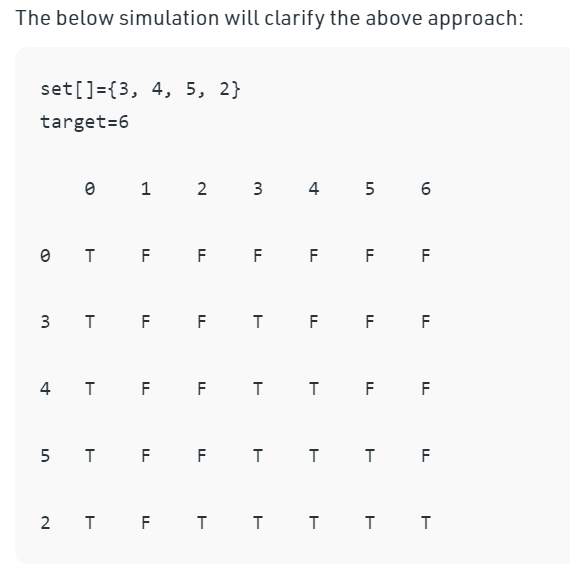 The below simulation will clarify the above approach:
set[]={3, 4, 5, 2}
target=6
0 1 2 3 4 5 6
0 T F F F F F F
3 T F F T F F F
4 T F F T T F F
5 T F F T T T F
2 T F T T T T T